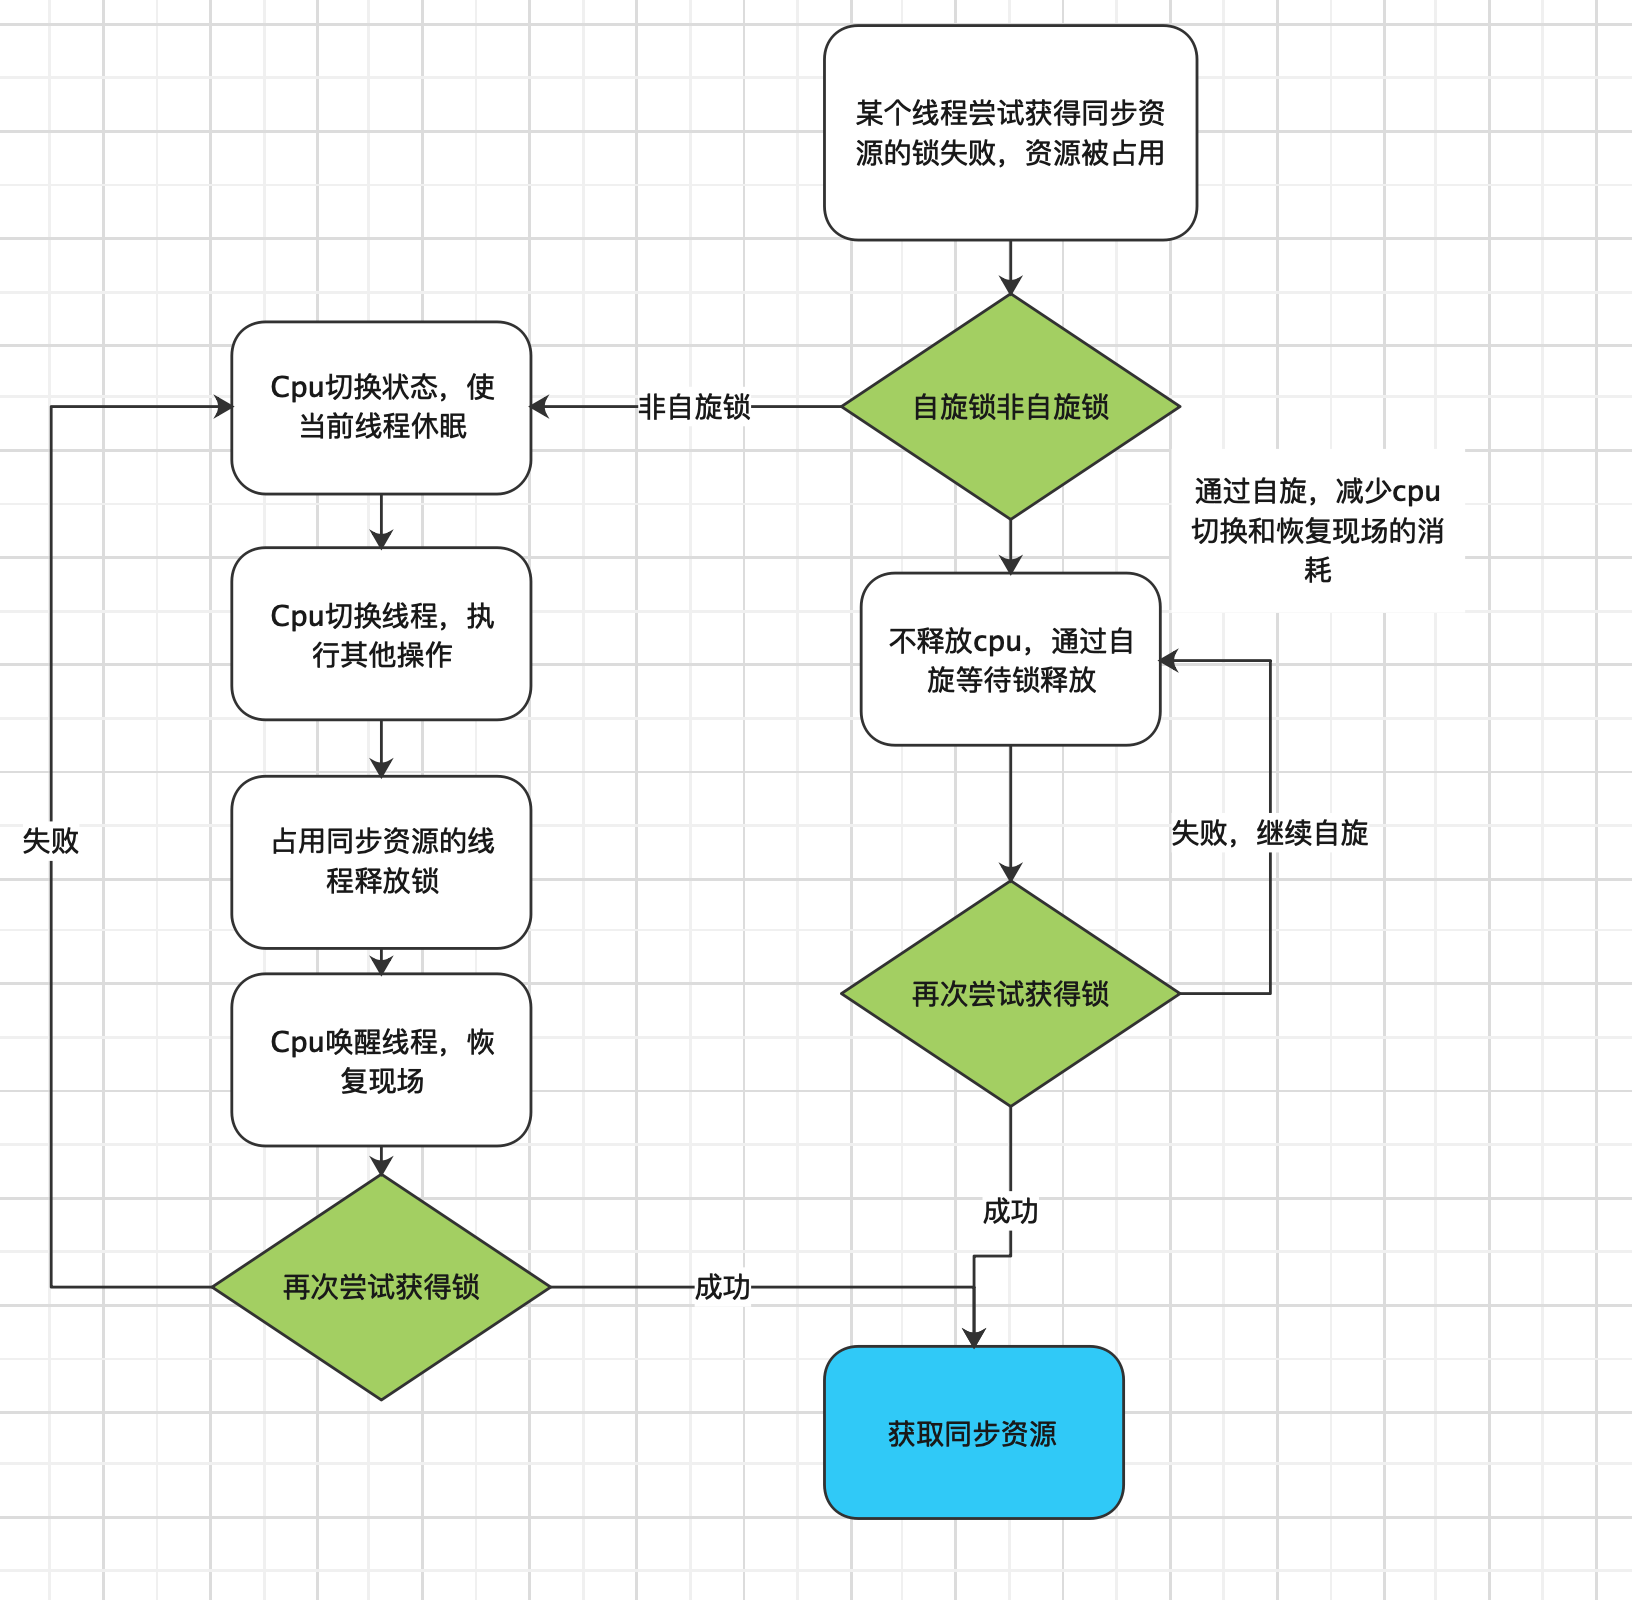 某个线程尝试获得同步资
源的锁失败，资源被占用
自旋锁非自旋锁
非自旋锁
Cpu切换状态，使
当前线程休眠
通过自旋，减少cpu
切换和恢复现场的消
耗
Cpu切换线程，执
行其他操作
不释放cpu，通过自
旋等待锁释放
失败
占用同步资源的线
程释放锁
失败，继续自旋
再次尝试获得锁
Cpu唤醒线程，恢
复现场
成功
再次尝试获得锁
成功
获取同步资源